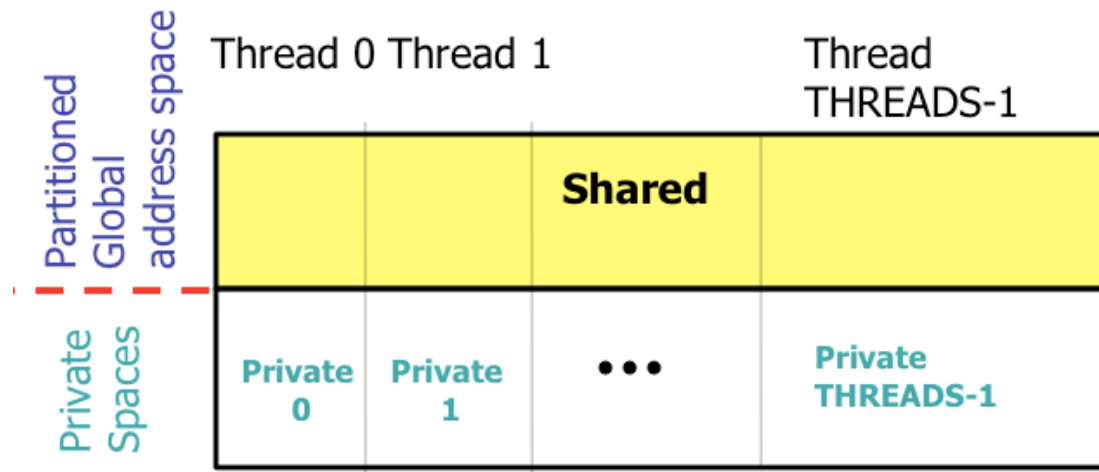 Partitioned
Global
address space
Thread 0 Thread 1
Thread
THREADS-1
Shared
Private
Spaces
Private
0
Private
1
•••
Private
THREADS-1